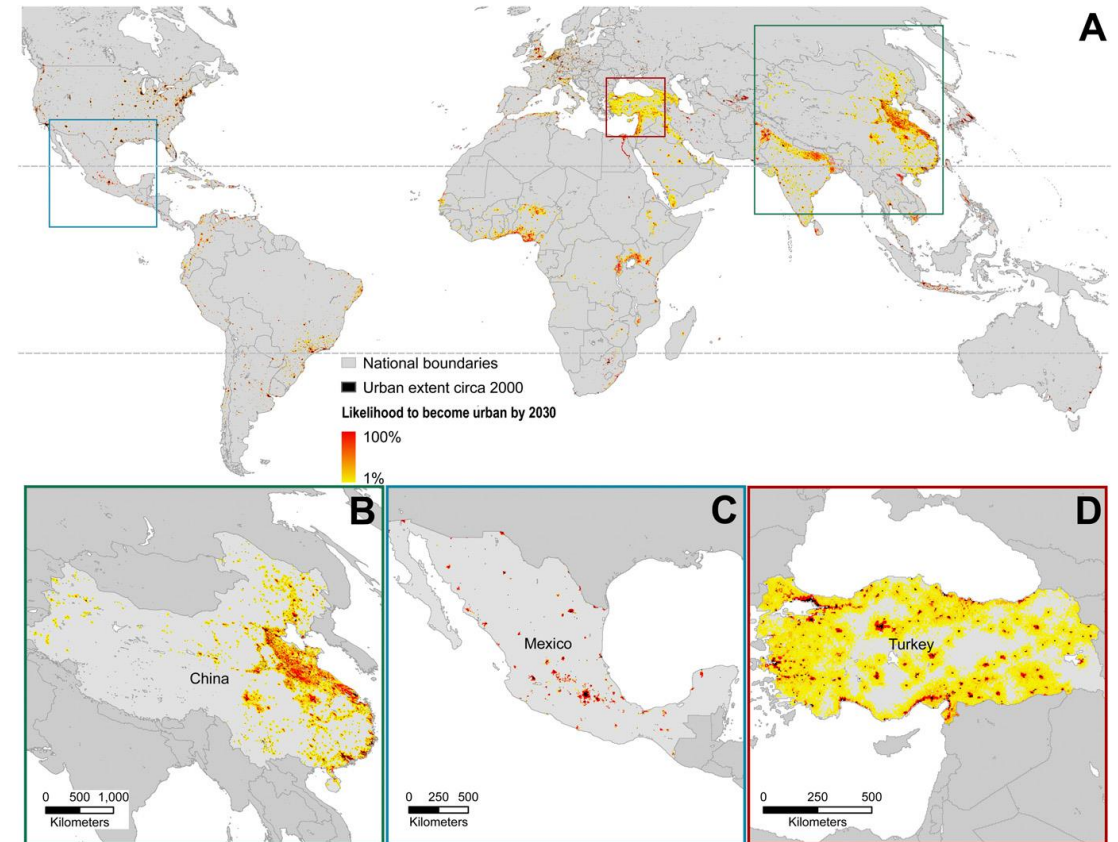 A
National boundaries
Urban extent circa 2000
Likelihood to become urban by 2030
100%
1%
B
China
0 500 1,000
Kilometers
C
Mexico
0 250 500
Kilometers
D
Turkey
0 250 500
Kilometers